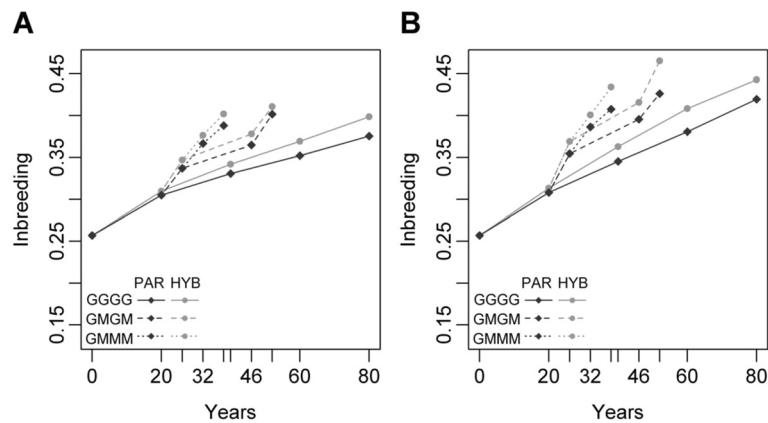 A
Inbreeding
0.45
0.35
0.25
0.15
PAR HYB
GGGG
GMGM
GMMM
0 20 32 46 60 80
Years
B
Inbreeding
0.45
0.35
0.25
0.15
PAR HYB
GGGG
GMGM
GMMM
0 20 32 46 60 80
Years